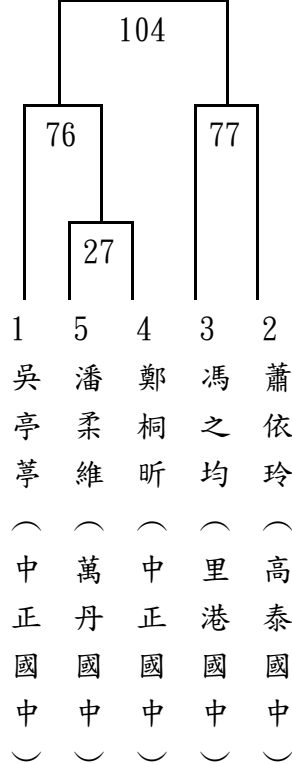 104
76 77
27
1 5 4 3 2
吳亭葶（中正國中）
潘柔維（萬丹國中）
鄭桐昕（中正國中）
馮之均（里港國中）
蕭依玲（高泰國中）